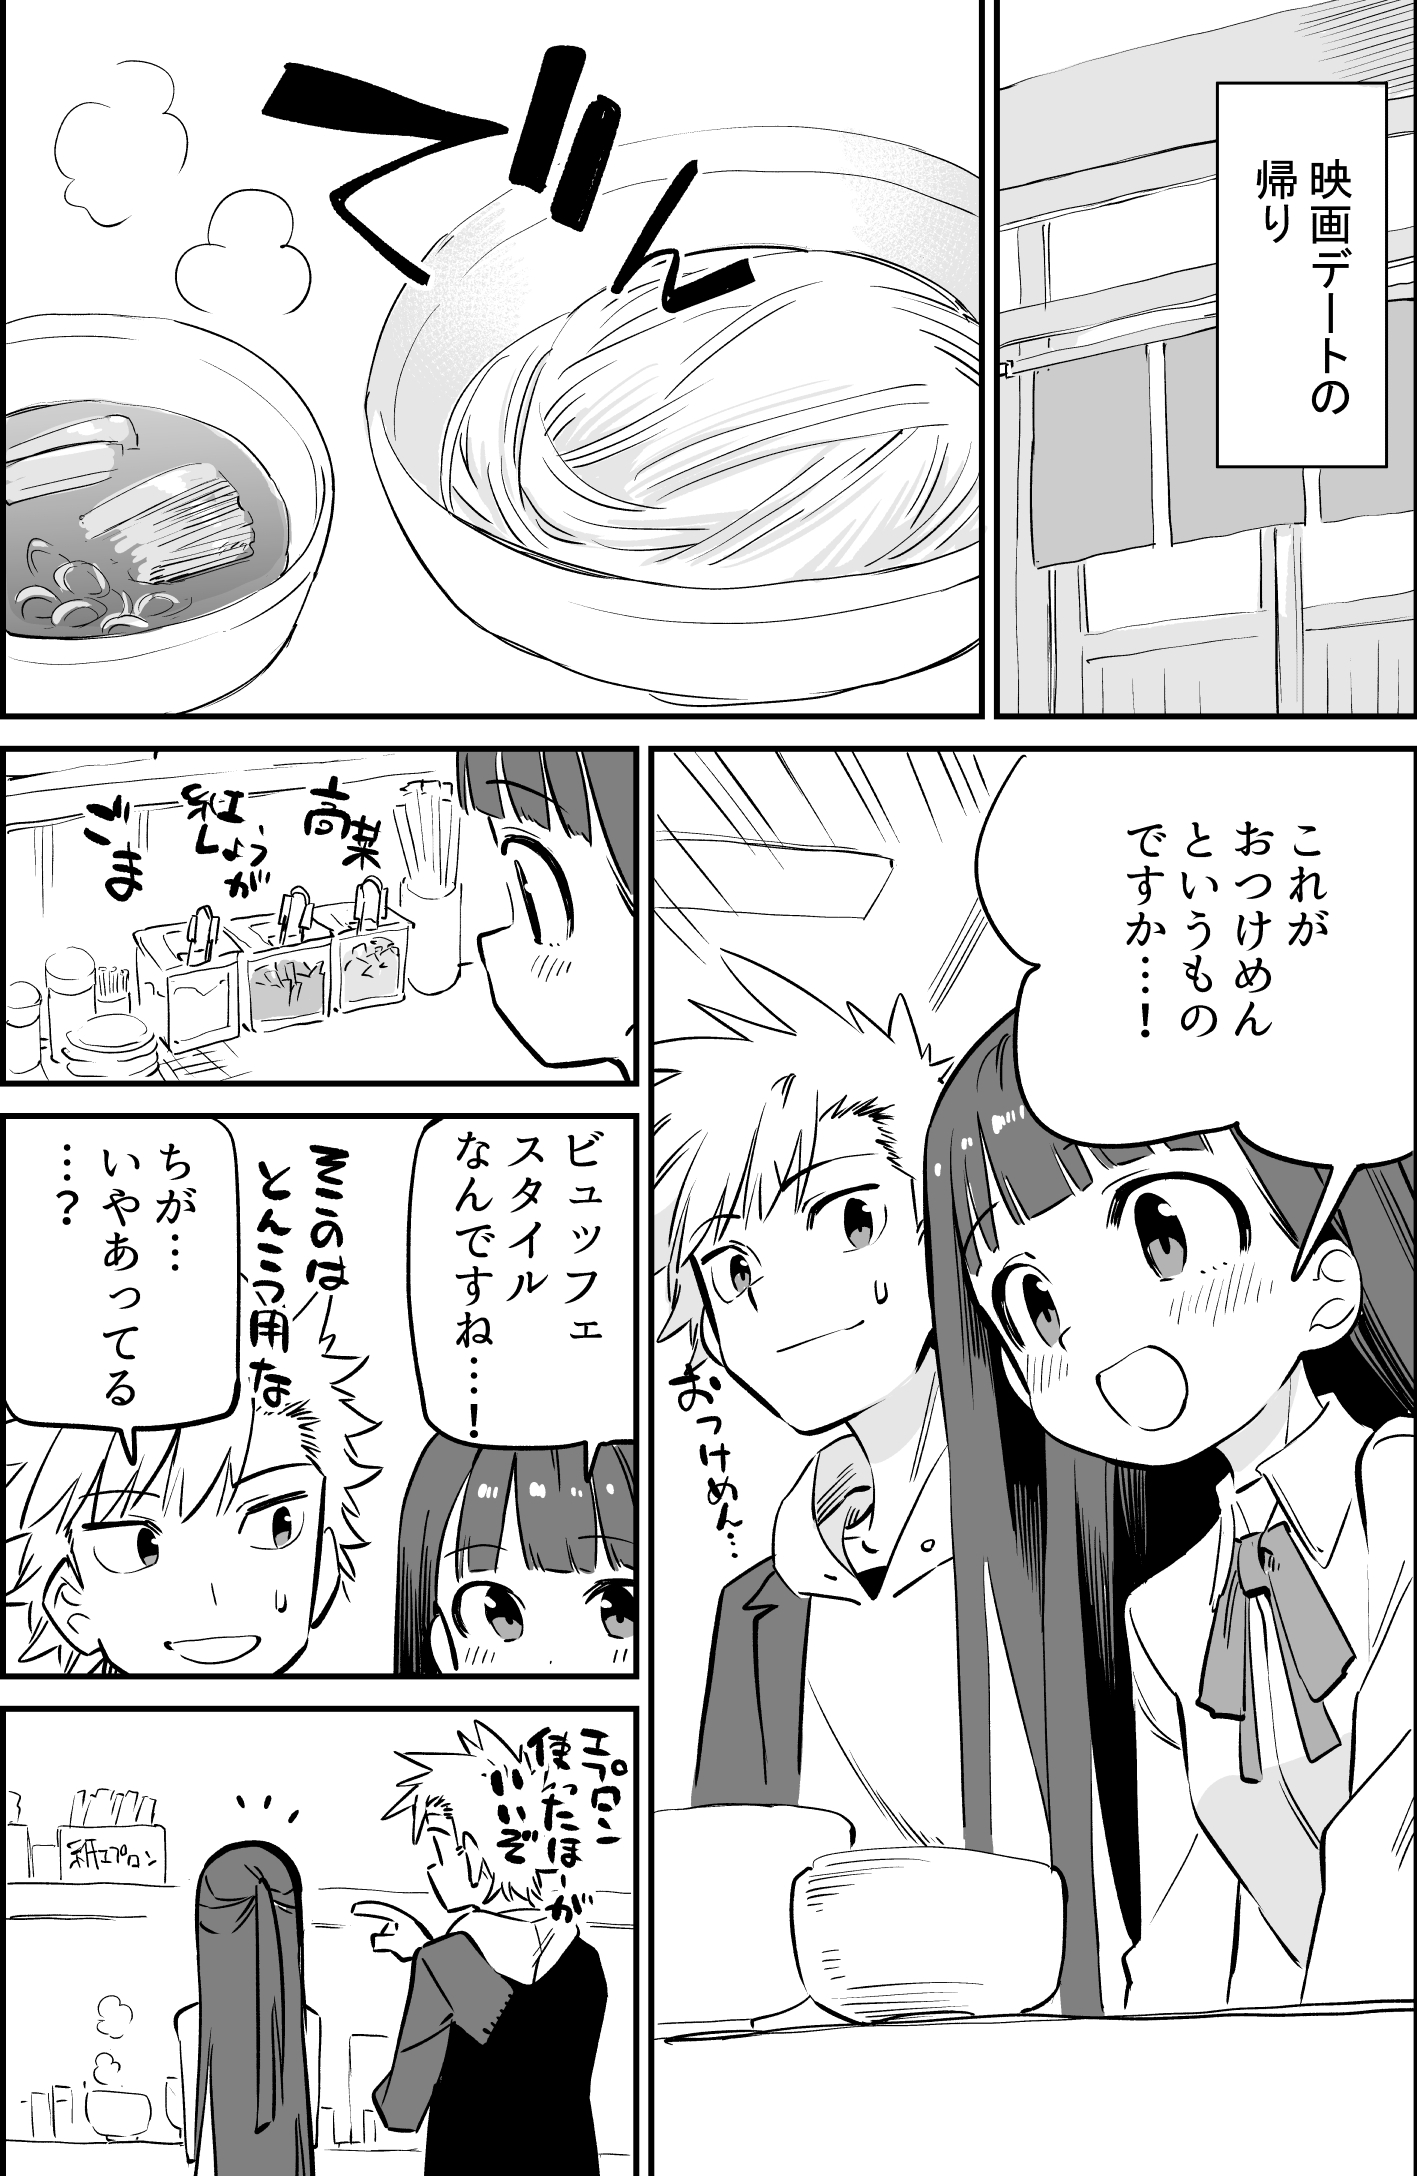 映画デートの
帰り
でん
これが
おつけめん
というもの
ですか…！
おつけめん…
高菜
紅しょうが
ごま
ビュッフェ
スタイル
なんですね…！
そこのは
とんこつ用な
ちが…
いやあってる
…？
エプロン
使ったほーが
いいぞ
紙エプロン